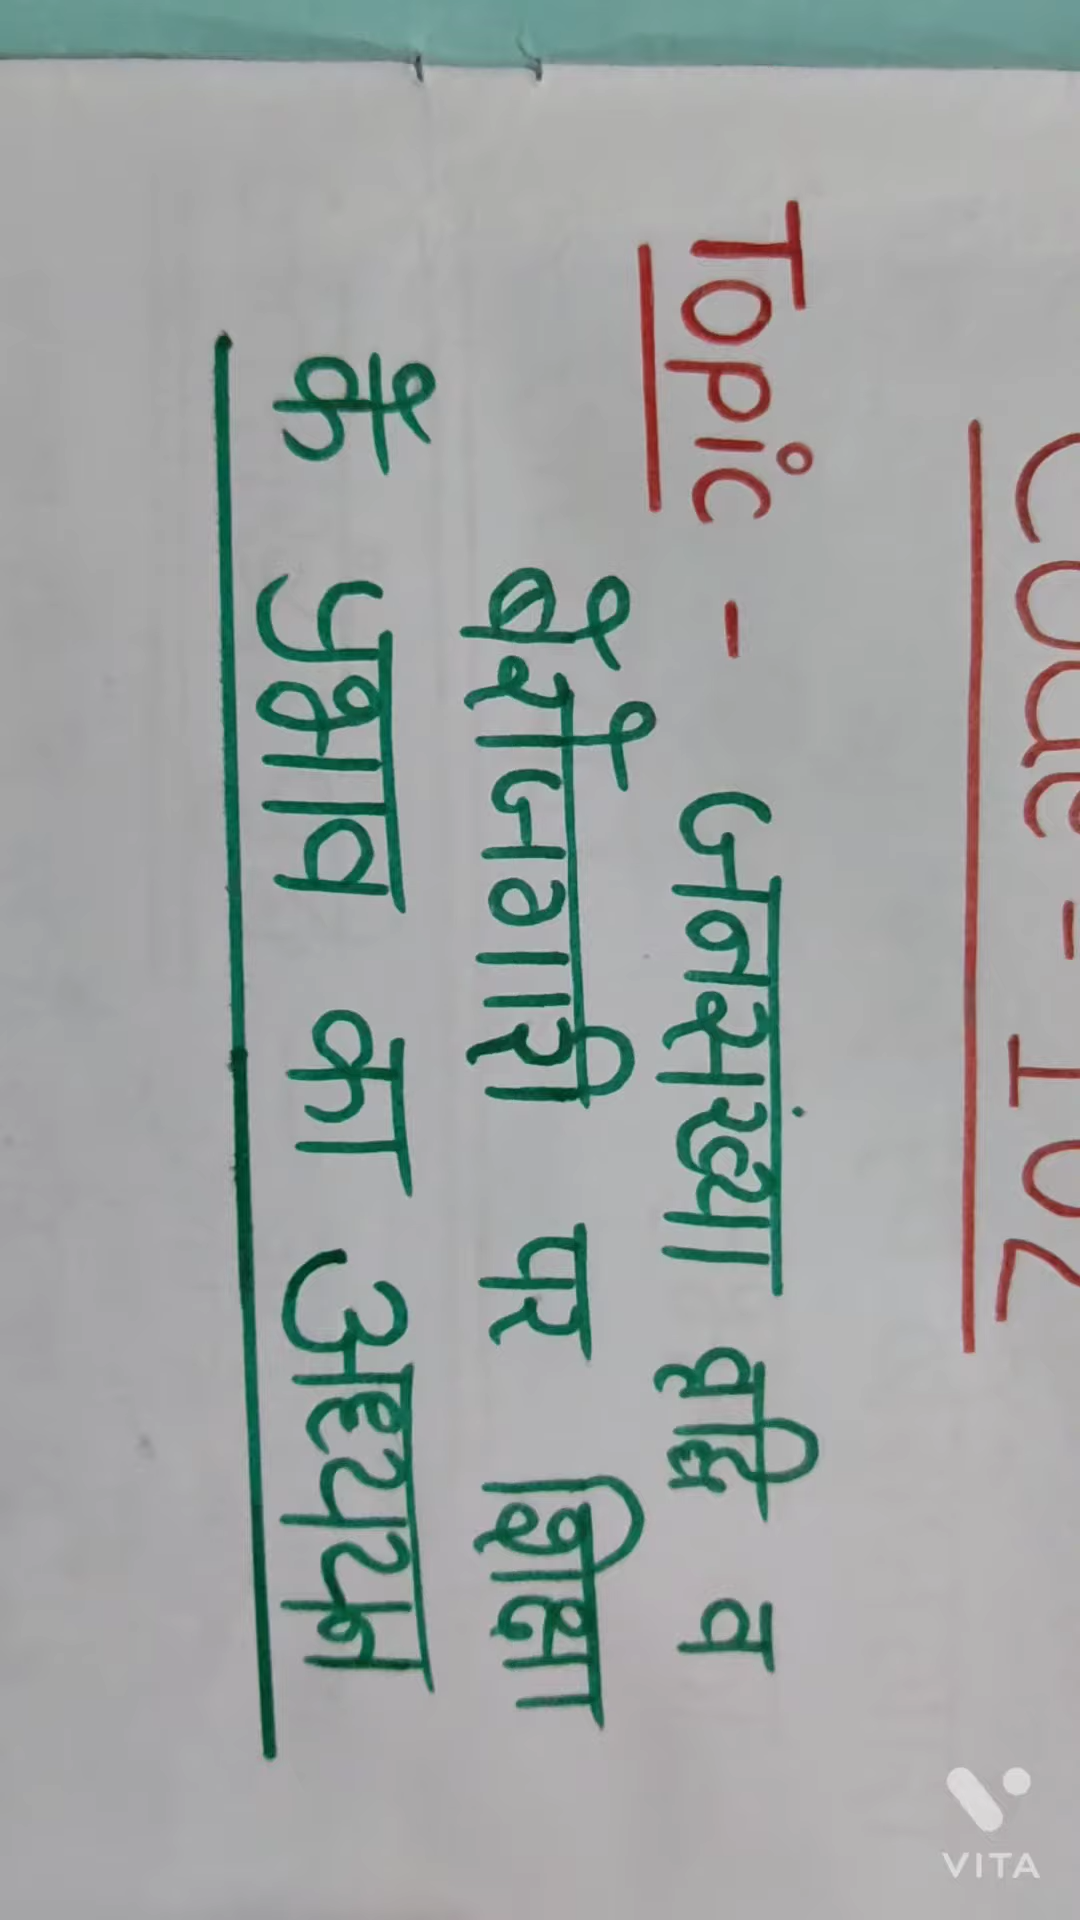 Code - 102
Topic - जनसंख्या वृद्धि व
बेरोजगारी पर शिक्षा
के प्रभाव का अध्ययन
VITA